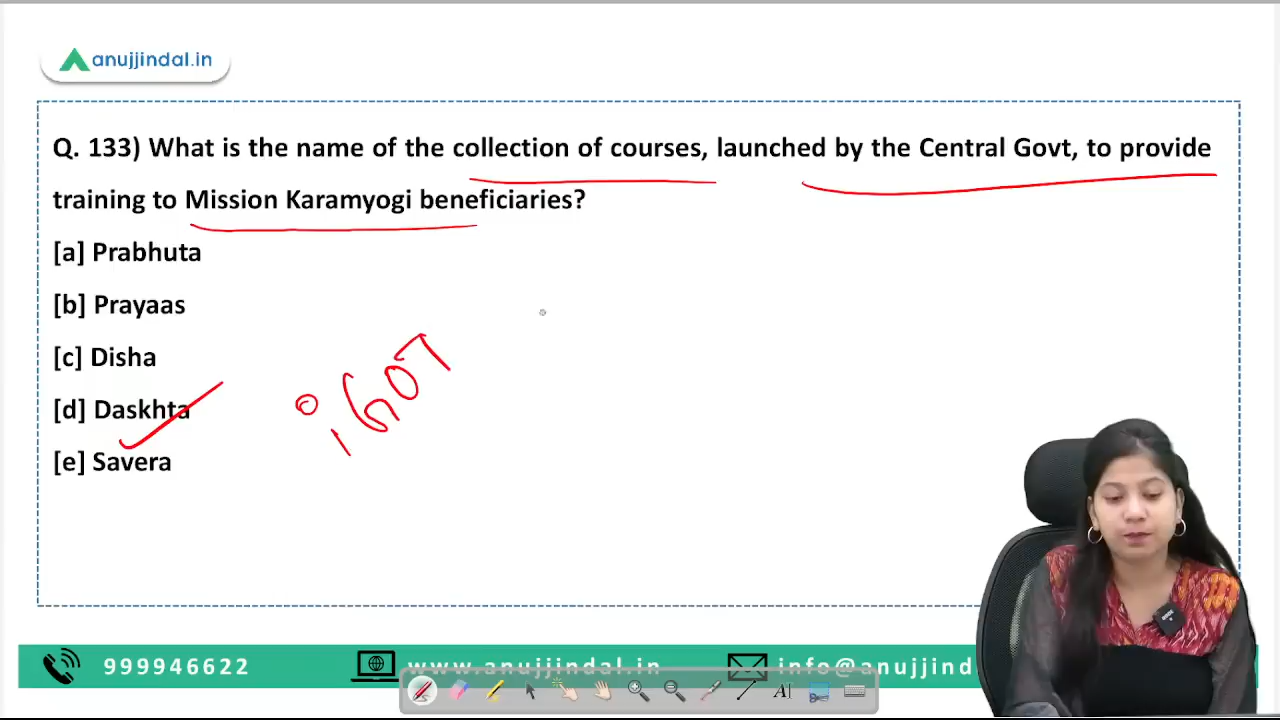 anujjindal.in
Q. 133) What is the name of the collection of courses, launched by the Central Govt, to provide
training to Mission Karamyogi beneficiaries?
[a] Prabhuta
[b] Prayaas
[c] Disha
[d] Daskhta
[e] Savera
iGOT
999946622
www.anujjindal.in
info@anujjind
A